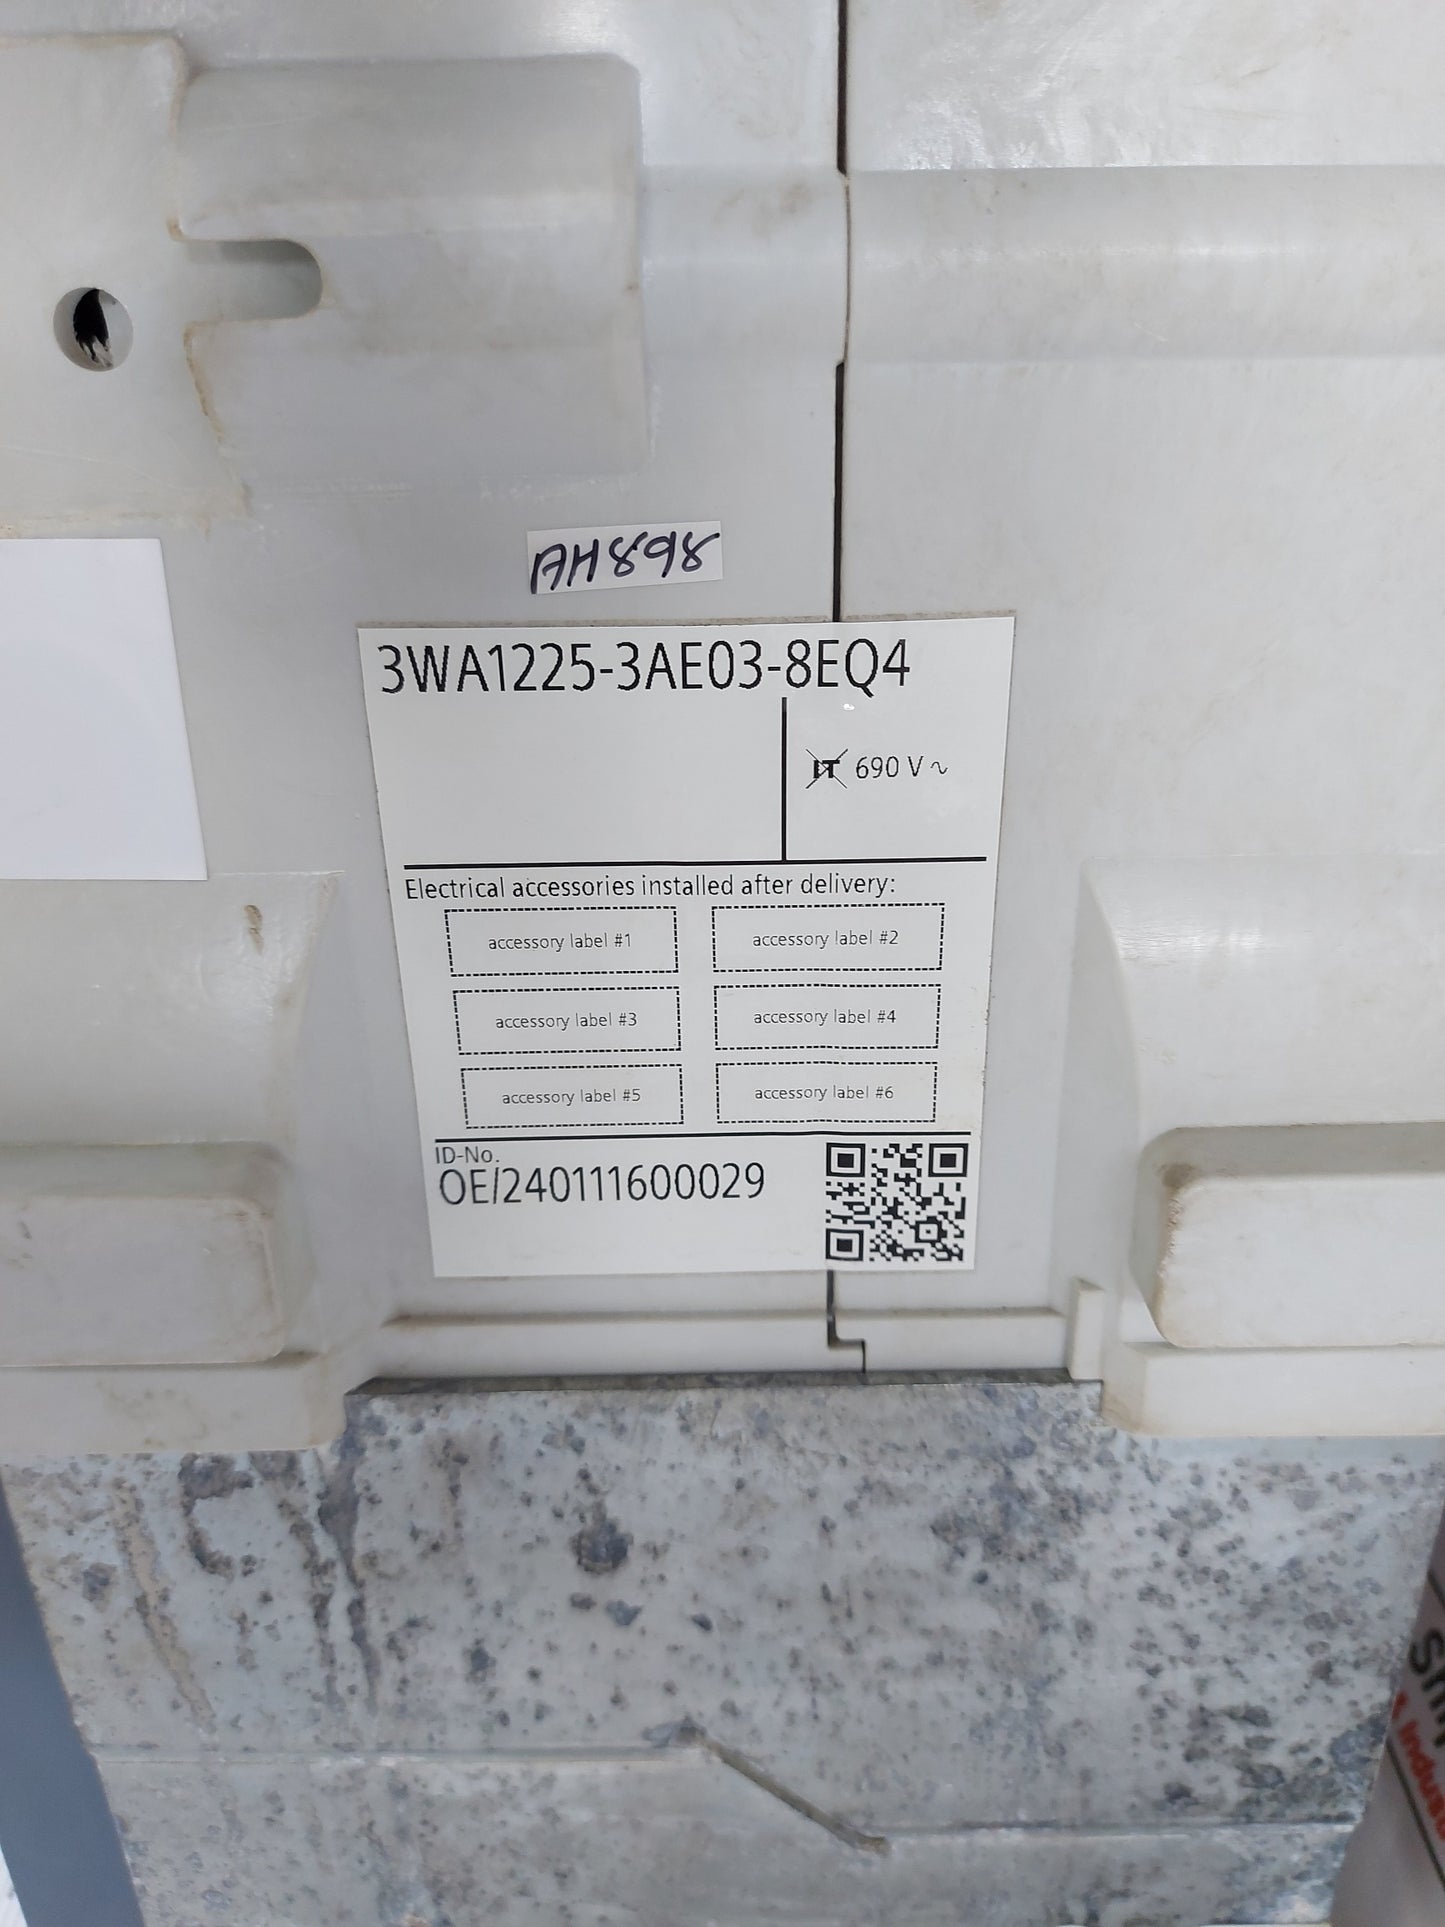 AH898
3WA1225-3AE03-8EQ4
IT 690 V ~
Electrical accessories installed after delivery:
accessory label #1
accessory label #2
accessory label #3
accessory label #4
accessory label #5
accessory label #6
ID-No.
OE/240111600029